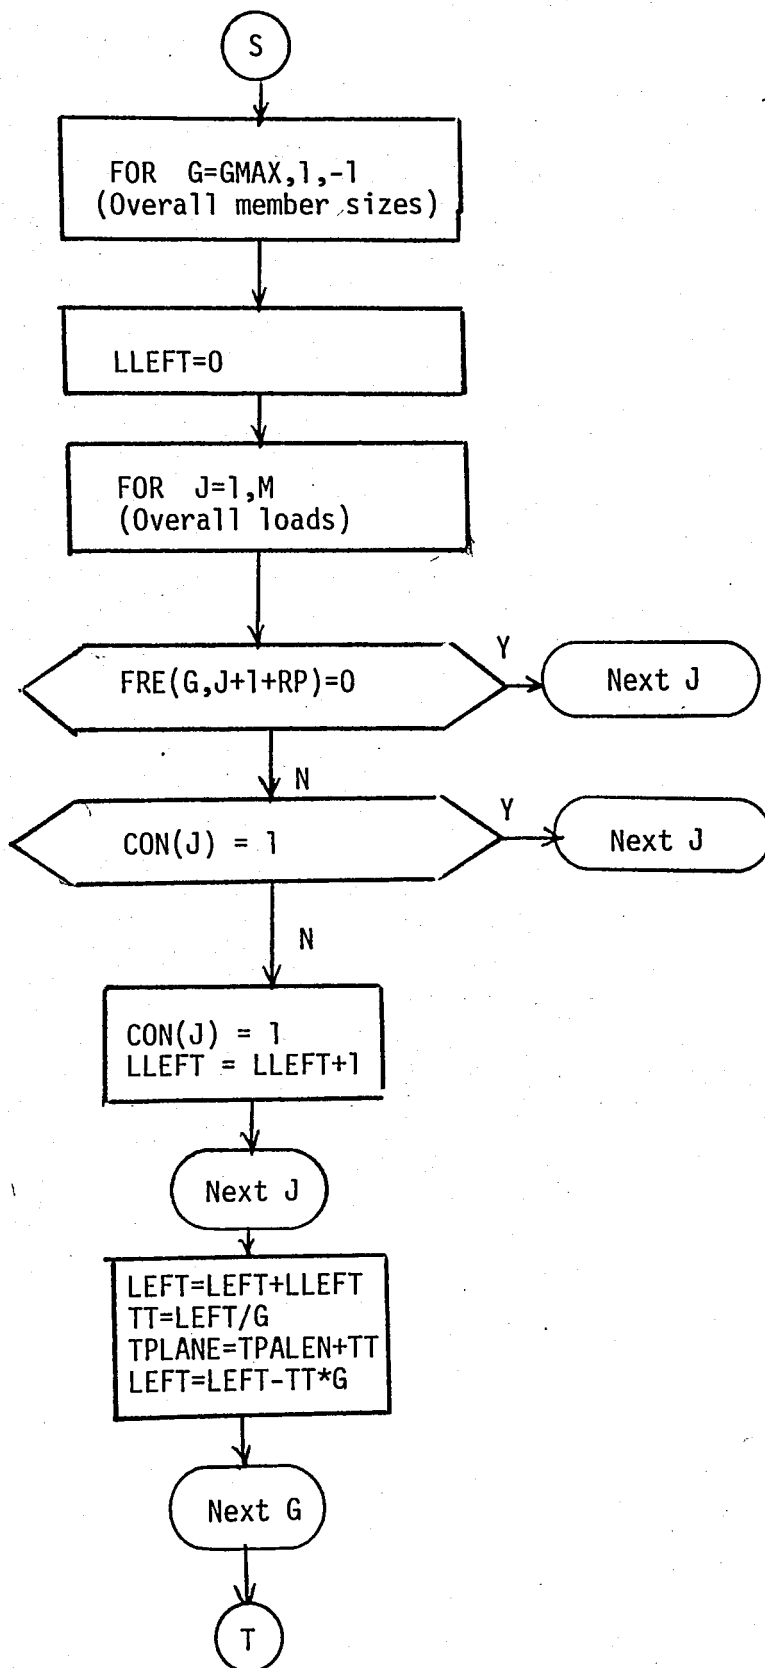 S
FOR G=GMAX,1,-1
(Overall member sizes)
LLEFT=0
FOR J=1,M
(Overall loads)
FRE(G,J+1+RP)=0
Y
Next J
N
CON(J) = 1
Y
Next J
N
CON(J) = 1
LLEFT = LLEFT+1
Next J
LEFT=LEFT+LLEFT
TT=LEFT/G
TPLANE=TPALEN+TT
LEFT=LEFT-TT*G
Next G
T